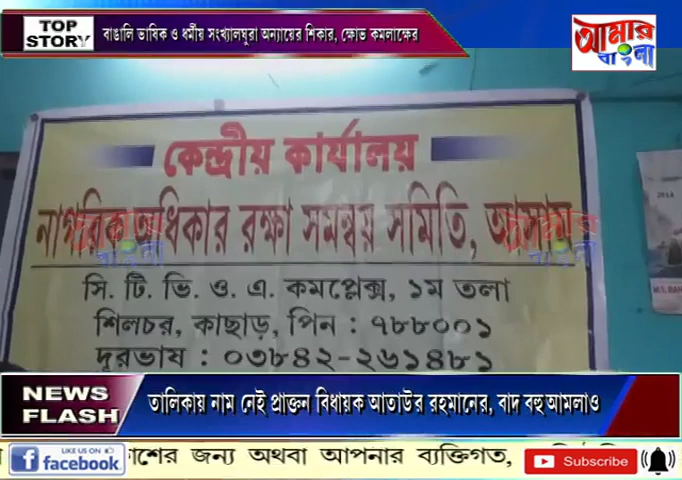 TOP STORY
বাঙালি ভাষিক ও ধর্মীয় সংখ্যালঘুরা অন্যায়ের শিকার, ক্ষোভ কমলাক্ষের
আমার বাংলা
কেন্দ্রীয় কার্যালয়
নাগরিক অধিকার রক্ষা সমন্বয় সমিতি, আসাম
সি. টি. ভি. ও. এ. কমপ্লেক্স, ১ম তলা
শিলচর, কাছাড়, পিন : ৭৮৮০০১
দূরভাষ : ০৩৮৪২-২৬১৪৮১
NEWS FLASH
তালিকায় নাম নেই প্রাক্তন বিধায়ক আতাউর রহমানের, বাদ বহু আমলাও
LIKE US ON
facebook
াশের জন্য অথবা আপনার ব্যক্তিগত,
Subscribe